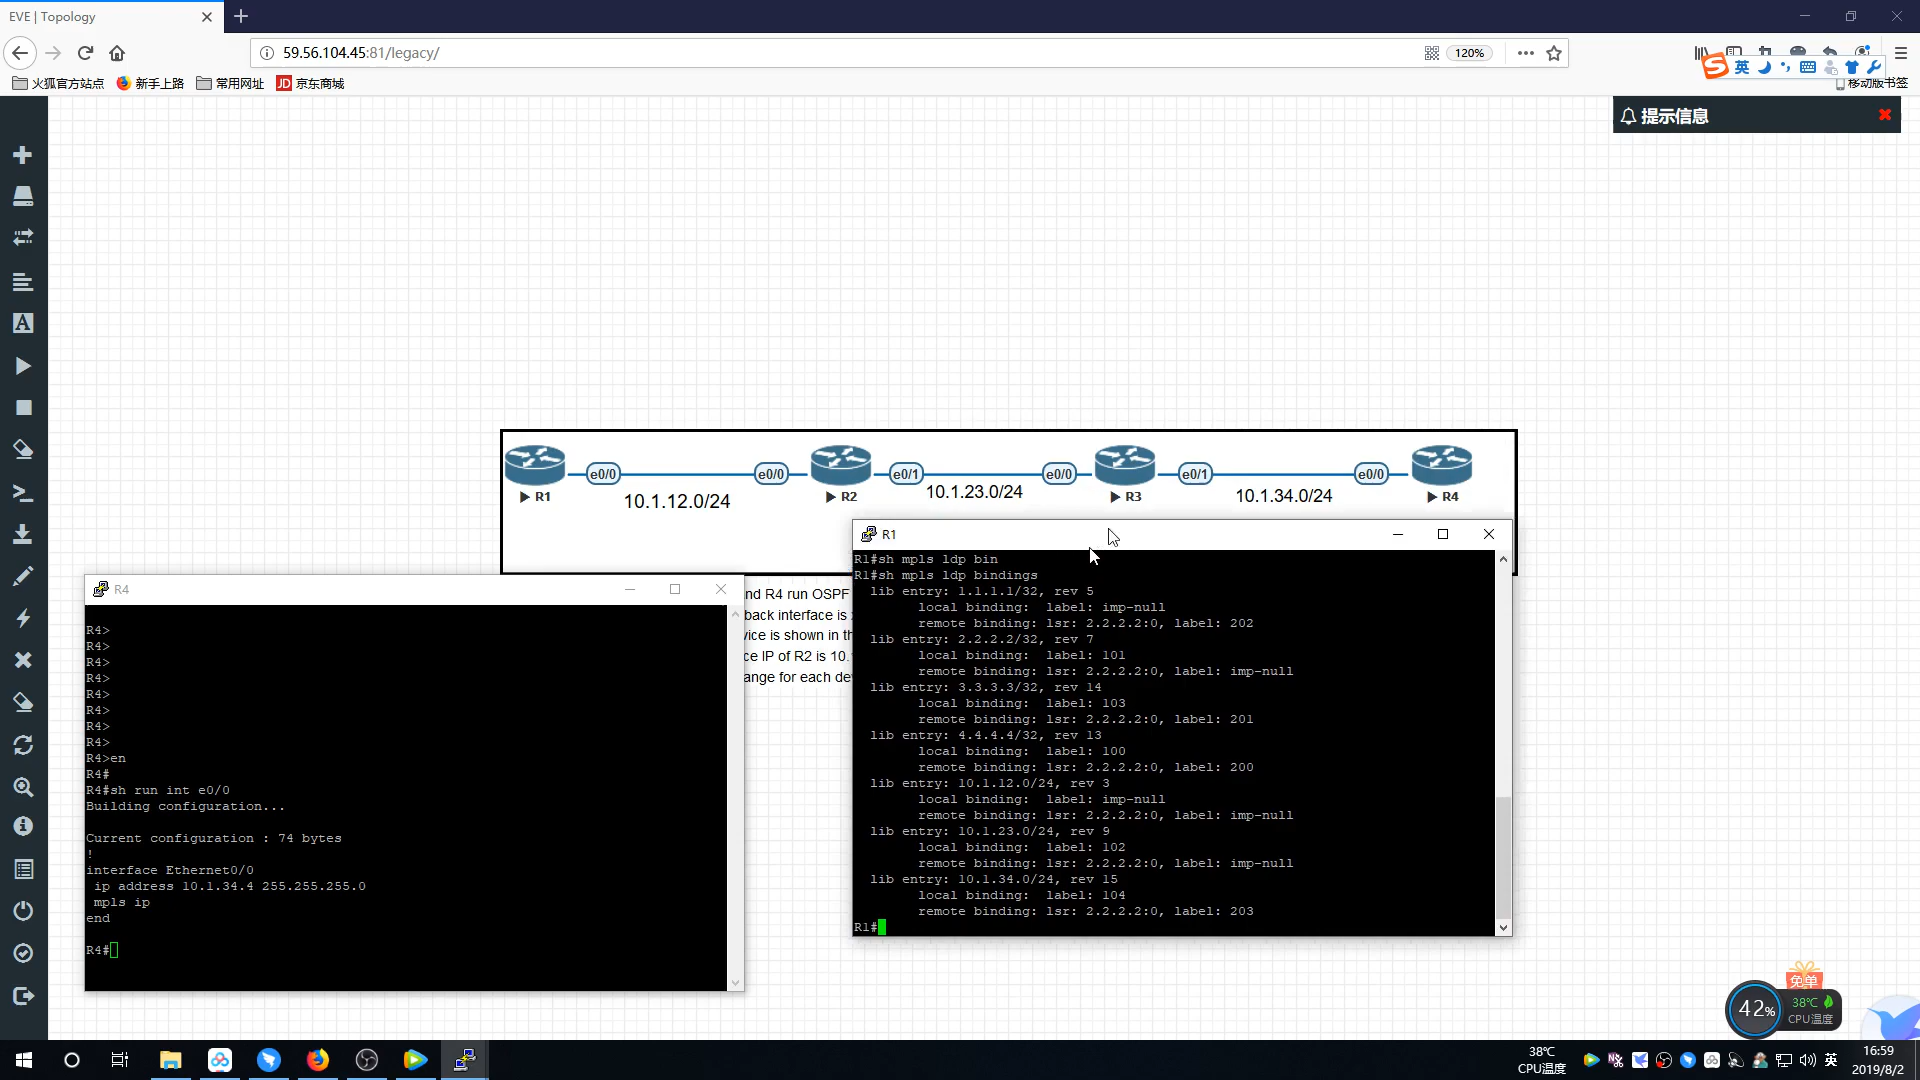 EVE | Topology
59.56.104.45:81/legacy/
120%
火狐官方站点
新手上路
常用网址
JD 京东商城
英
移动版书签
提示信息
e0/0
e0/0
e0/1
e0/0
e0/1
e0/0
R1
10.1.12.0/24
R2
10.1.23.0/24
R3
10.1.34.0/24
R4
nd R4 run OSPF
back interface is
vice is shown in th
ce IP of R2 is 10.
ange for each dev
R4
R4>
R4>
R4>
R4>
R4>
R4>
R4>
R4>
R4>en
R4#
R4#sh run int e0/0
Building configuration...
Current configuration : 74 bytes
!
interface Ethernet0/0
ip address 10.1.34.4 255.255.255.0
mpls ip
end
R4#
R1
R1#sh mpls ldp bin
R1#sh mpls ldp bindings
lib entry: 1.1.1.1/32, rev 5
local binding:  label: imp-null
remote binding: lsr: 2.2.2.2:0, label: 202
lib entry: 2.2.2.2/32, rev 7
local binding:  label: 101
remote binding: lsr: 2.2.2.2:0, label: imp-null
lib entry: 3.3.3.3/32, rev 14
local binding:  label: 103
remote binding: lsr: 2.2.2.2:0, label: 201
lib entry: 4.4.4.4/32, rev 13
local binding:  label: 100
remote binding: lsr: 2.2.2.2:0, label: 200
lib entry: 10.1.12.0/24, rev 3
local binding:  label: imp-null
remote binding: lsr: 2.2.2.2:0, label: imp-null
lib entry: 10.1.23.0/24, rev 9
local binding:  label: 102
remote binding: lsr: 2.2.2.2:0, label: imp-null
lib entry: 10.1.34.0/24, rev 15
local binding:  label: 104
remote binding: lsr: 2.2.2.2:0, label: 203
R1#
免单
42%
38℃
CPU温度
38℃
CPU温度
英
16:59
2019/8/2